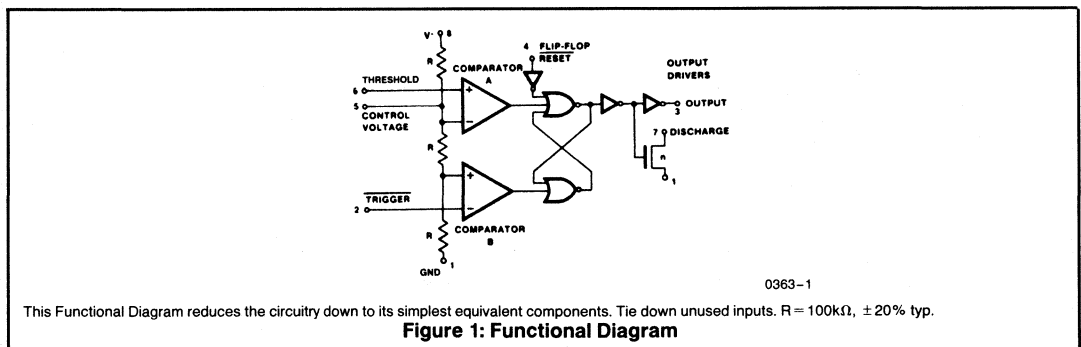 V+ 8
R
THRESHOLD
6
5
CONTROL
VOLTAGE
COMPARATOR
A
+
−
4 FLIP-FLOP
RESET
OUTPUT
DRIVERS
OUTPUT
3
7 DISCHARGE
n
1
R
+
−
TRIGGER
2
COMPARATOR
B
R
GND 1
0363-1
This Functional Diagram reduces the circuitry down to its simplest equivalent components. Tie down unused inputs. R = 100kΩ, ±20% typ.
Figure 1: Functional Diagram